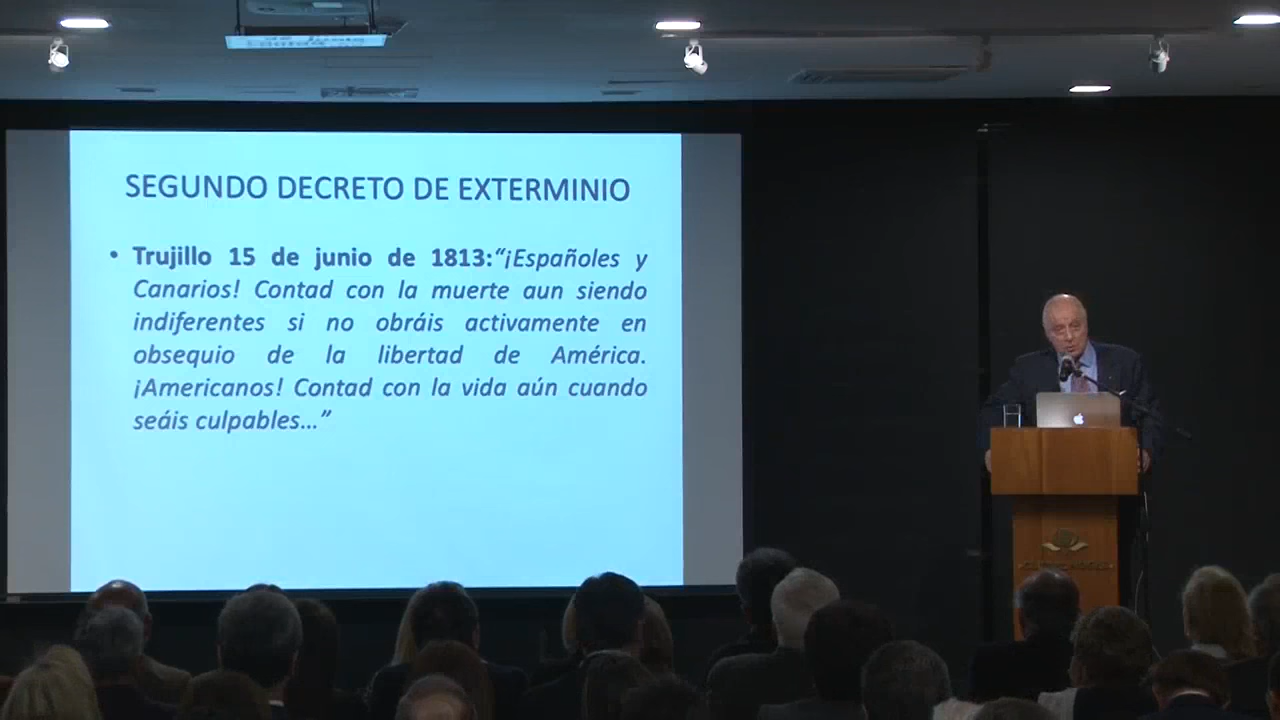 SEGUNDO DECRETO DE EXTERMINIO
• Trujillo 15 de junio de 1813:“¡Españoles y
Canarios! Contad con la muerte aun siendo
indiferentes si no obráis activamente en
obsequio de la libertad de América.
¡Americanos! Contad con la vida aún cuando
seáis culpables…”